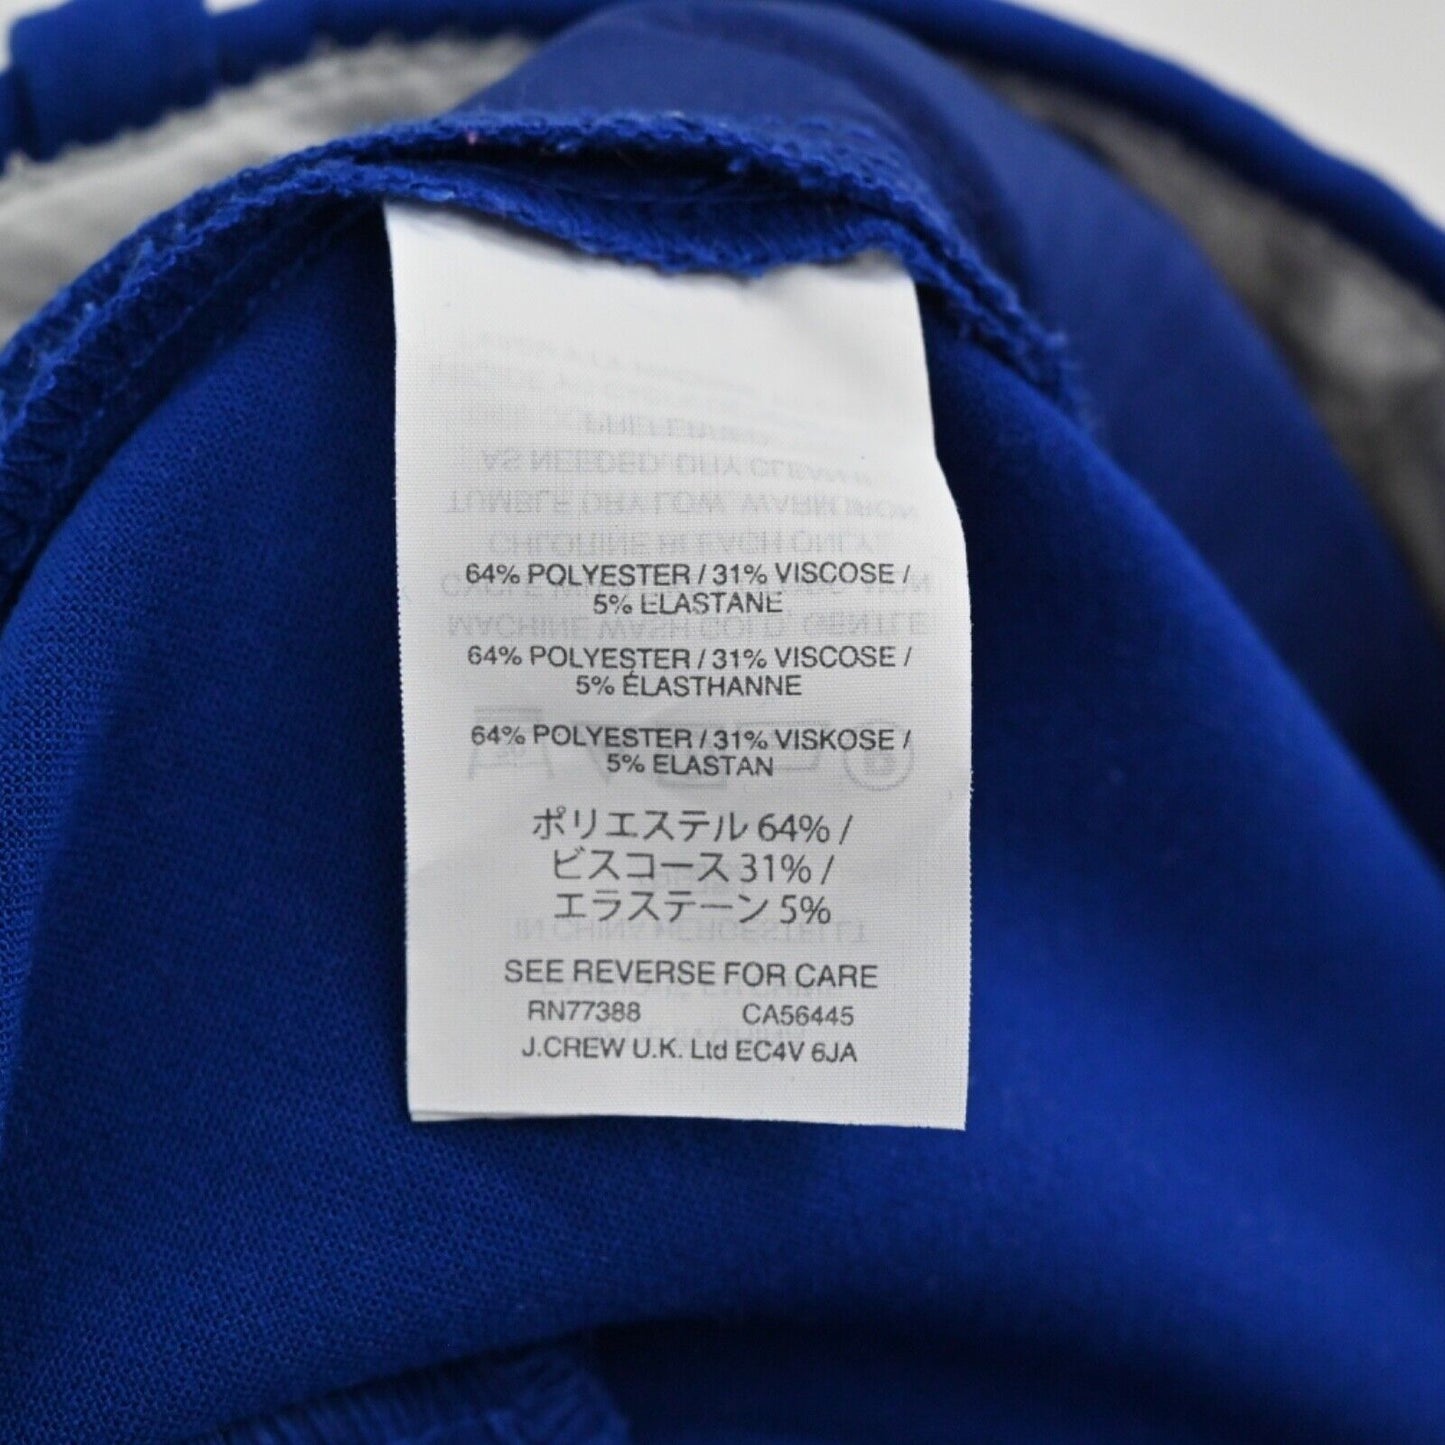 64% POLYESTER / 31% VISCOSE /
5% ELASTANE
64% POLYESTER / 31% VISCOSE /
5% ÉLASTHANNE
64% POLYESTER / 31% VISKOSE /
5% ELASTAN
ポリエステル 64% /
ビスコース 31% /
エラステーン 5%
SEE REVERSE FOR CARE
RN77388 CA56445
J.CREW U.K. Ltd EC4V 6JA